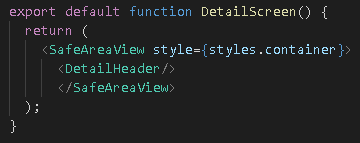 export default function DetailScreen() {
  return (
    <SafeAreaView style={styles.container}>
      <DetailHeader/>
      </SafeAreaView>
  );
}